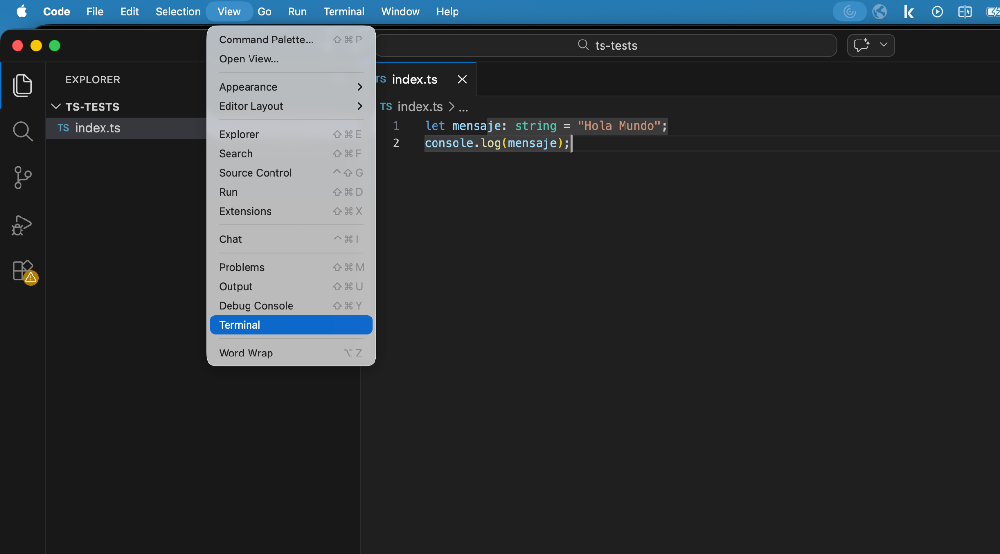 Code File Edit Selection View Go Run Terminal Window Help
ts-tests
EXPLORER
TS-TESTS
TS index.ts
Command Palette... ⇧⌘P
Open View...
Appearance
Editor Layout
Explorer ⇧⌘E
Search ⇧⌘F
Source Control ⌃⇧G
Run ⇧⌘D
Extensions ⇧⌘X
Chat ⌃⌘I
Problems ⇧⌘M
Output ⇧⌘U
Debug Console ⇧⌘Y
Terminal
Word Wrap ⌥Z
TS index.ts
TS index.ts > ...
1 let mensaje: string = "Hola Mundo";
2 console.log(mensaje);